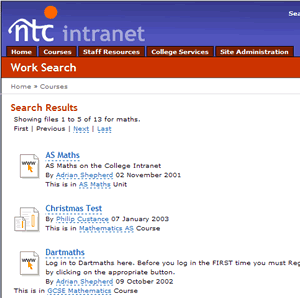 ntc intranet
Sea
Home Courses Staff Resources College Services Site Administration
Work Search
Home » Courses
Search Results
Showing files 1 to 5 of 13 for maths.
First | Previous | Next | Last
AS Maths
AS Maths on the College Intranet
By Adrian Shepherd 02 November 2001
This is in AS Maths Unit
Christmas Test
By Philip Custance 07 January 2003
This is in Mathematics AS Course
Dartmaths
Log in to Dartmaths here. Before you log in the FIRST time you must Reg
by clicking on the appropriate button.
By Adrian Shepherd 09 October 2002
This is in GCSE Mathematics Course